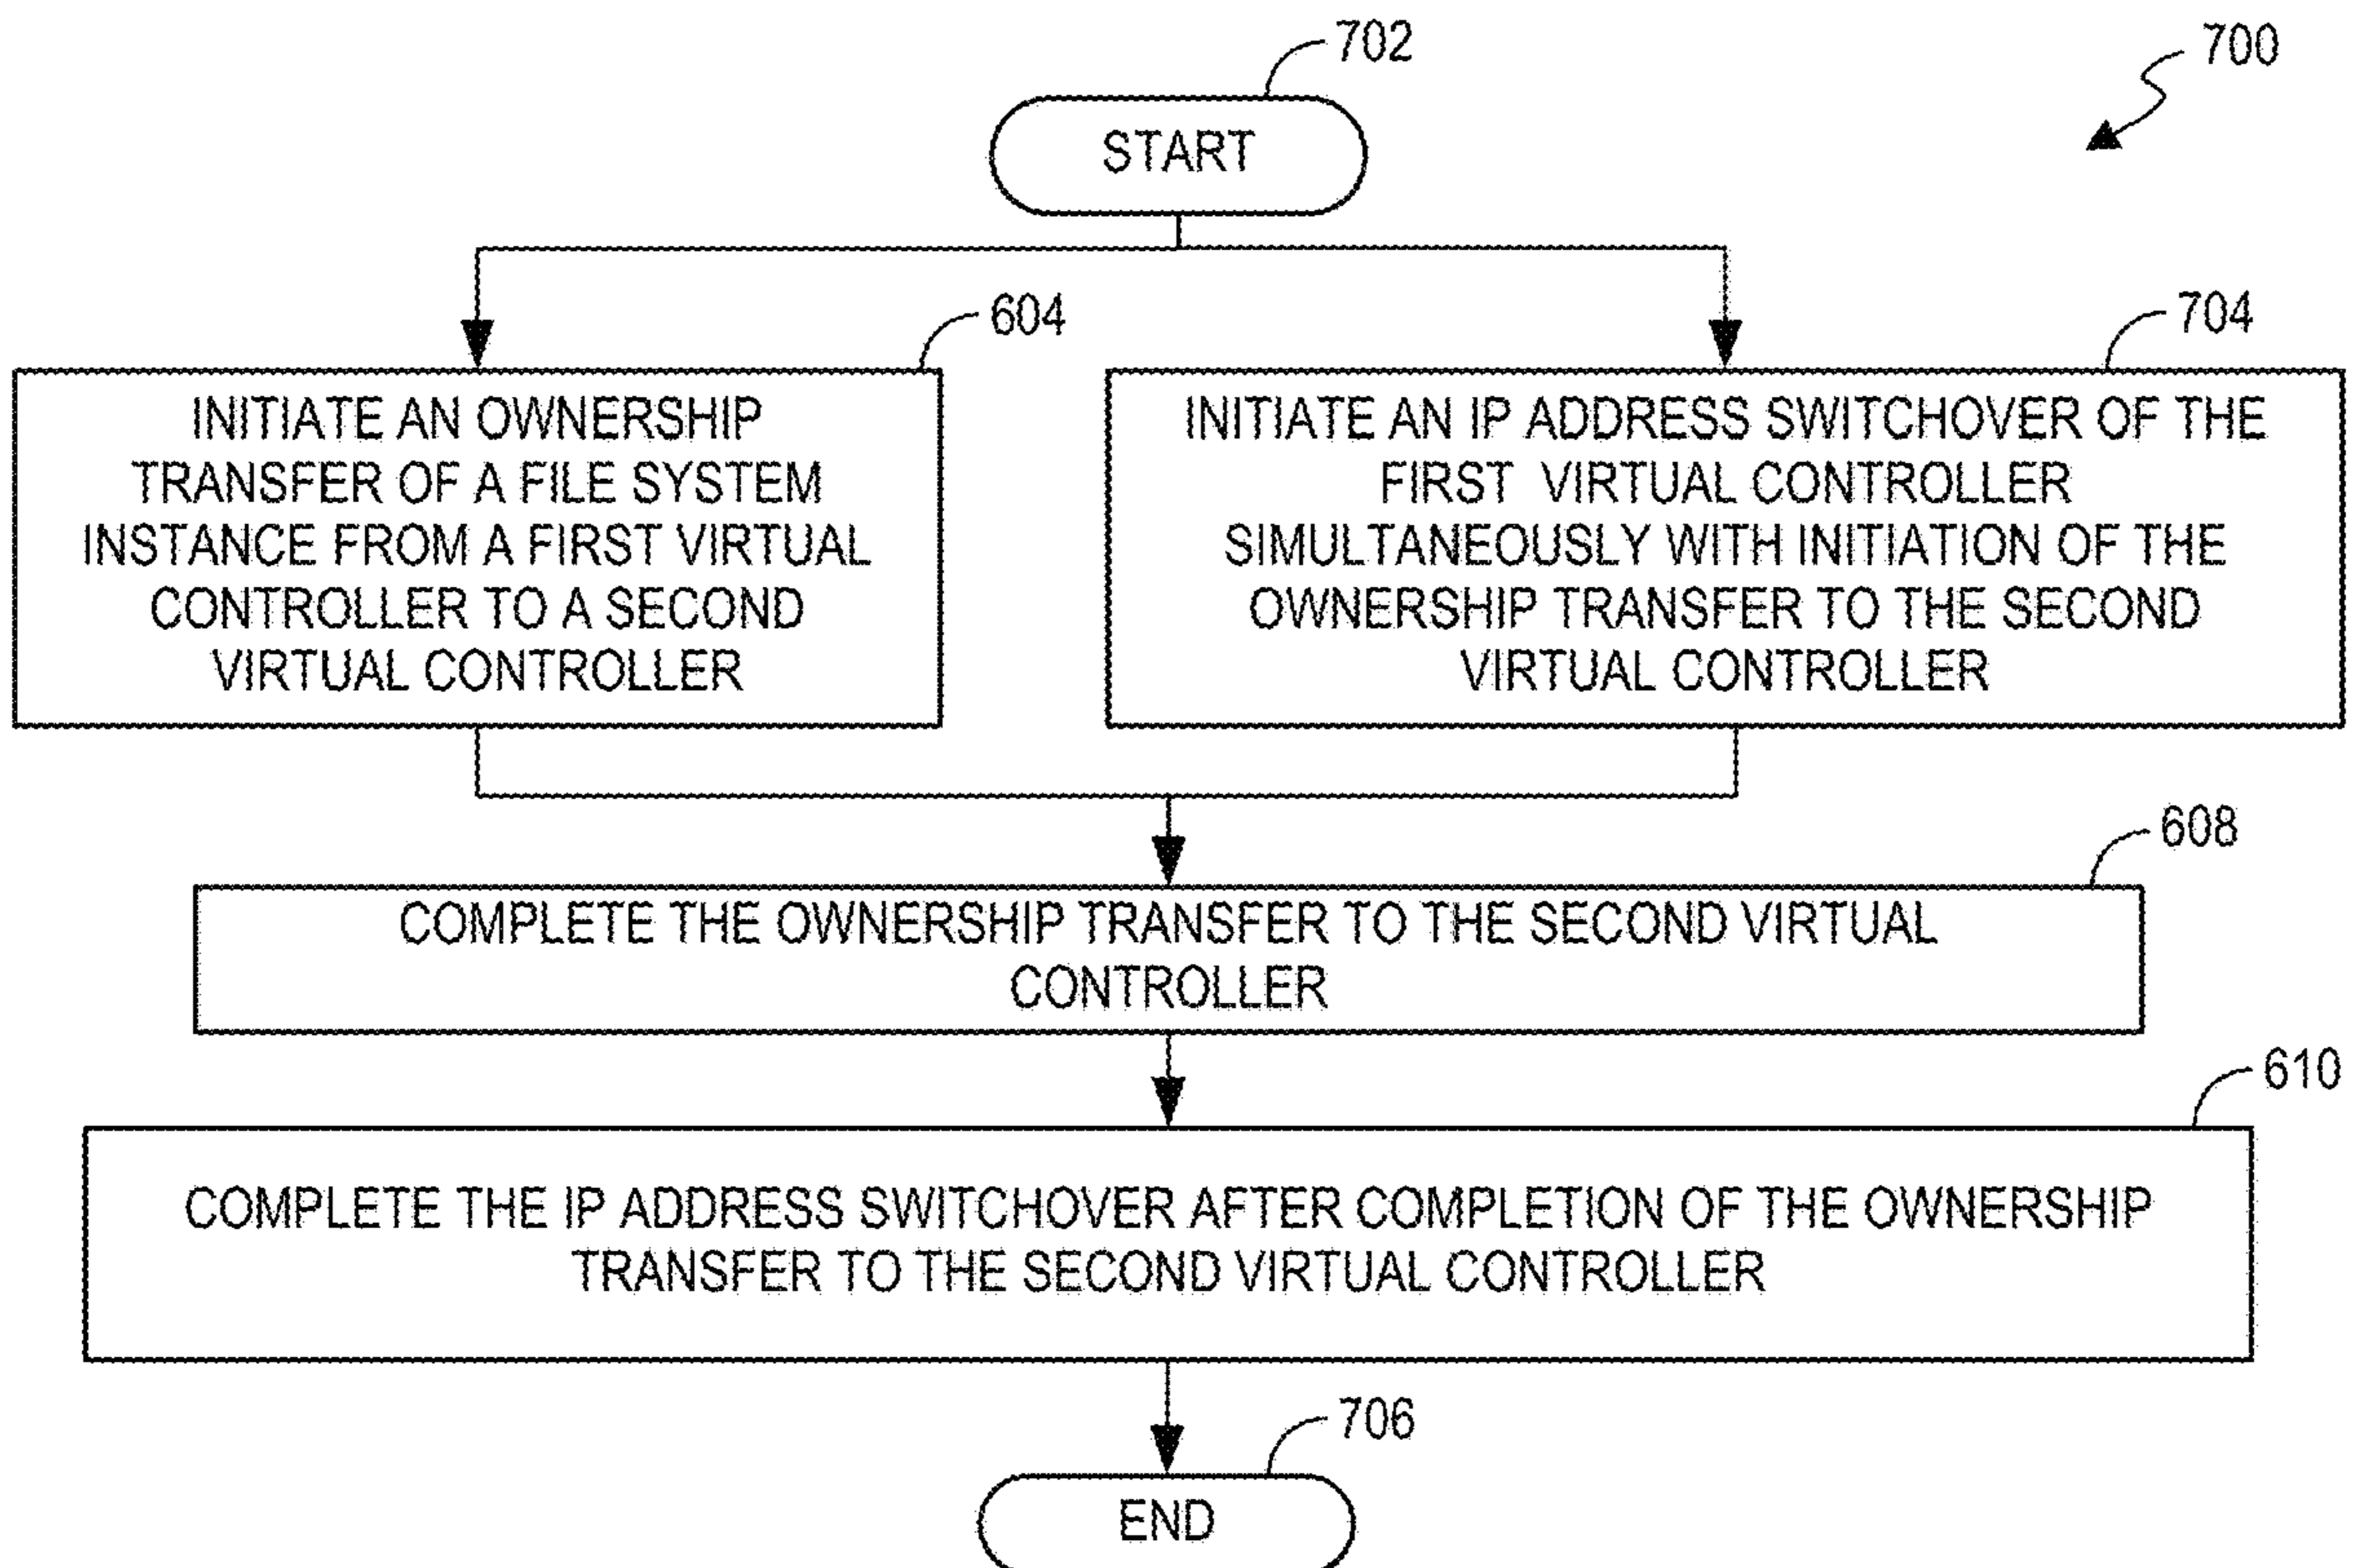 702
700
START
604
704
INITIATE AN OWNERSHIP
TRANSFER OF A FILE SYSTEM
INSTANCE FROM A FIRST VIRTUAL
CONTROLLER TO A SECOND
VIRTUAL CONTROLLER
INITIATE AN IP ADDRESS SWITCHOVER OF THE
FIRST VIRTUAL CONTROLLER
SIMULTANEOUSLY WITH INITIATION OF THE
OWNERSHIP TRANSFER TO THE SECOND
VIRTUAL CONTROLLER
608
COMPLETE THE OWNERSHIP TRANSFER TO THE SECOND VIRTUAL
CONTROLLER
610
COMPLETE THE IP ADDRESS SWITCHOVER AFTER COMPLETION OF THE OWNERSHIP
TRANSFER TO THE SECOND VIRTUAL CONTROLLER
706
END